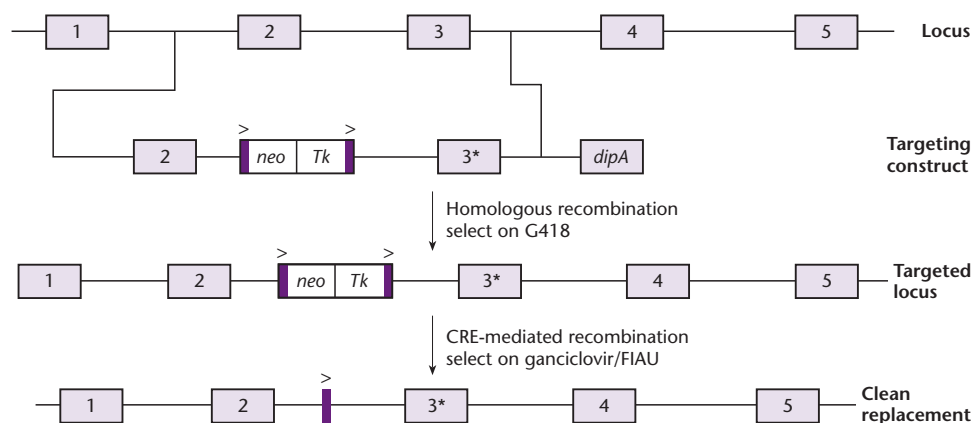 1 2 3 4 5 Locus
> >
2 neo Tk 3* dipA Targeting
construct
Homologous recombination
select on G418
> >
1 2 neo Tk 3* 4 5 Targeted
locus
CRE-mediated recombination
select on ganciclovir/FIAU
>
1 2 3* 4 5 Clean
replacement